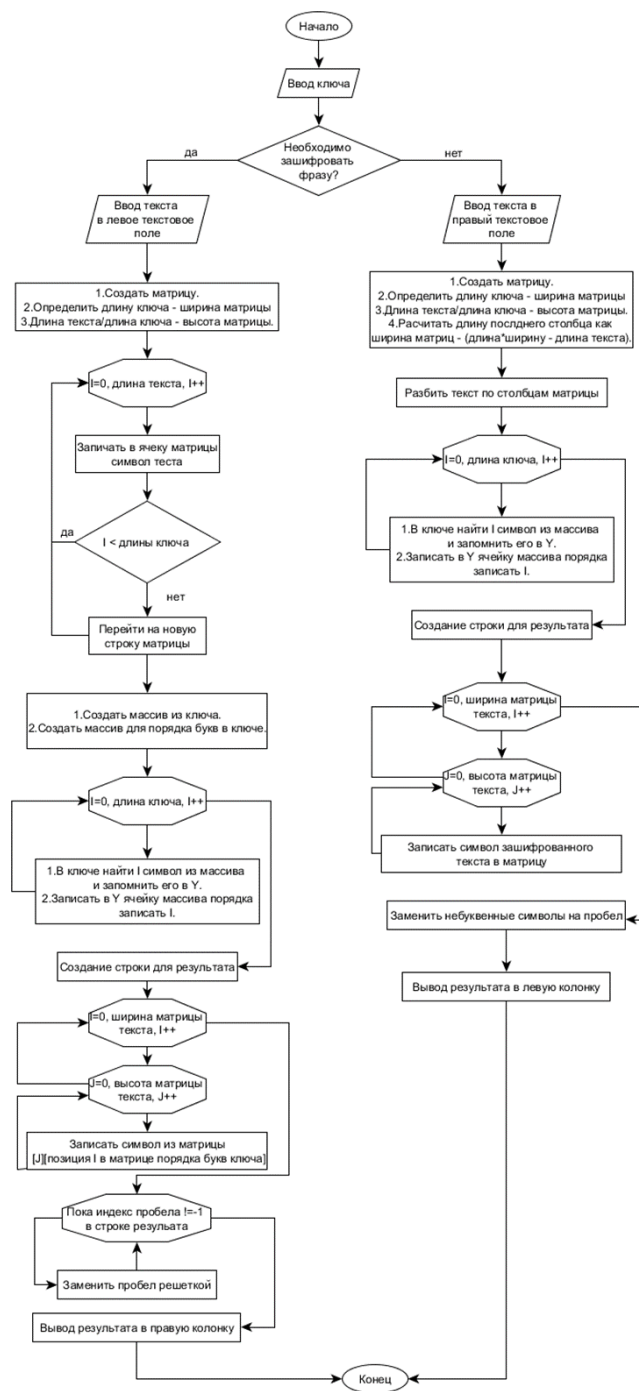 Начало
Ввод ключа
Необходимо
зашифровать
фразу?
да
нет
Ввод текста
в левое текстовое
поле
1.Создать матрицу.
2.Определить длину ключа - ширина матрицы
3.Длина текста/длина ключа - высота матрицы.
I=0, длина текста, I++
Запичать в ячеку матрицы
символ теста
I < длины ключа
да
нет
Перейти на новую
строку матрицы
1.Создать массив из ключа.
2.Создать массив для порядка букв в ключе.
I=0, длина ключа, I++
1.В ключе найти I символ из массива
и запомнить его в Y.
2.Записать в Y ячейку массива порядка
записать I.
Создание строки для результата
I=0, ширина матрицы
текста, I++
J=0, высота матрицы
текста, J++
Записать символ из матрицы
[J][позиция I в матрице порядка букв ключа]
Пока индекс пробела !=-1
в строке резульата
Заменить пробел решеткой
Вывод результата в правую колонку
Ввод текста в
правый текстовое
поле
1.Создать матрицу.
2.Определить длину ключа - ширина матрицы
3.Длина текста/длина ключа - высота матрицы.
4.Расчитать длину послднего столбца как
ширина матриц - (длина*ширину - длина текста).
Разбить текст по столбцам матрицы
I=0, длина ключа, I++
1.В ключе найти I символ из массива
и запомнить его в Y.
2.Записать в Y ячейку массива порядка
записать I.
Создание строки для результата
I=0, ширина матрицы
текста, I++
J=0, высота матрицы
текста, J++
Записать символ зашифрованного
текста в матрицу
Заменить небуквенные символы на пробел
Вывод результата в левую колонку
Конец